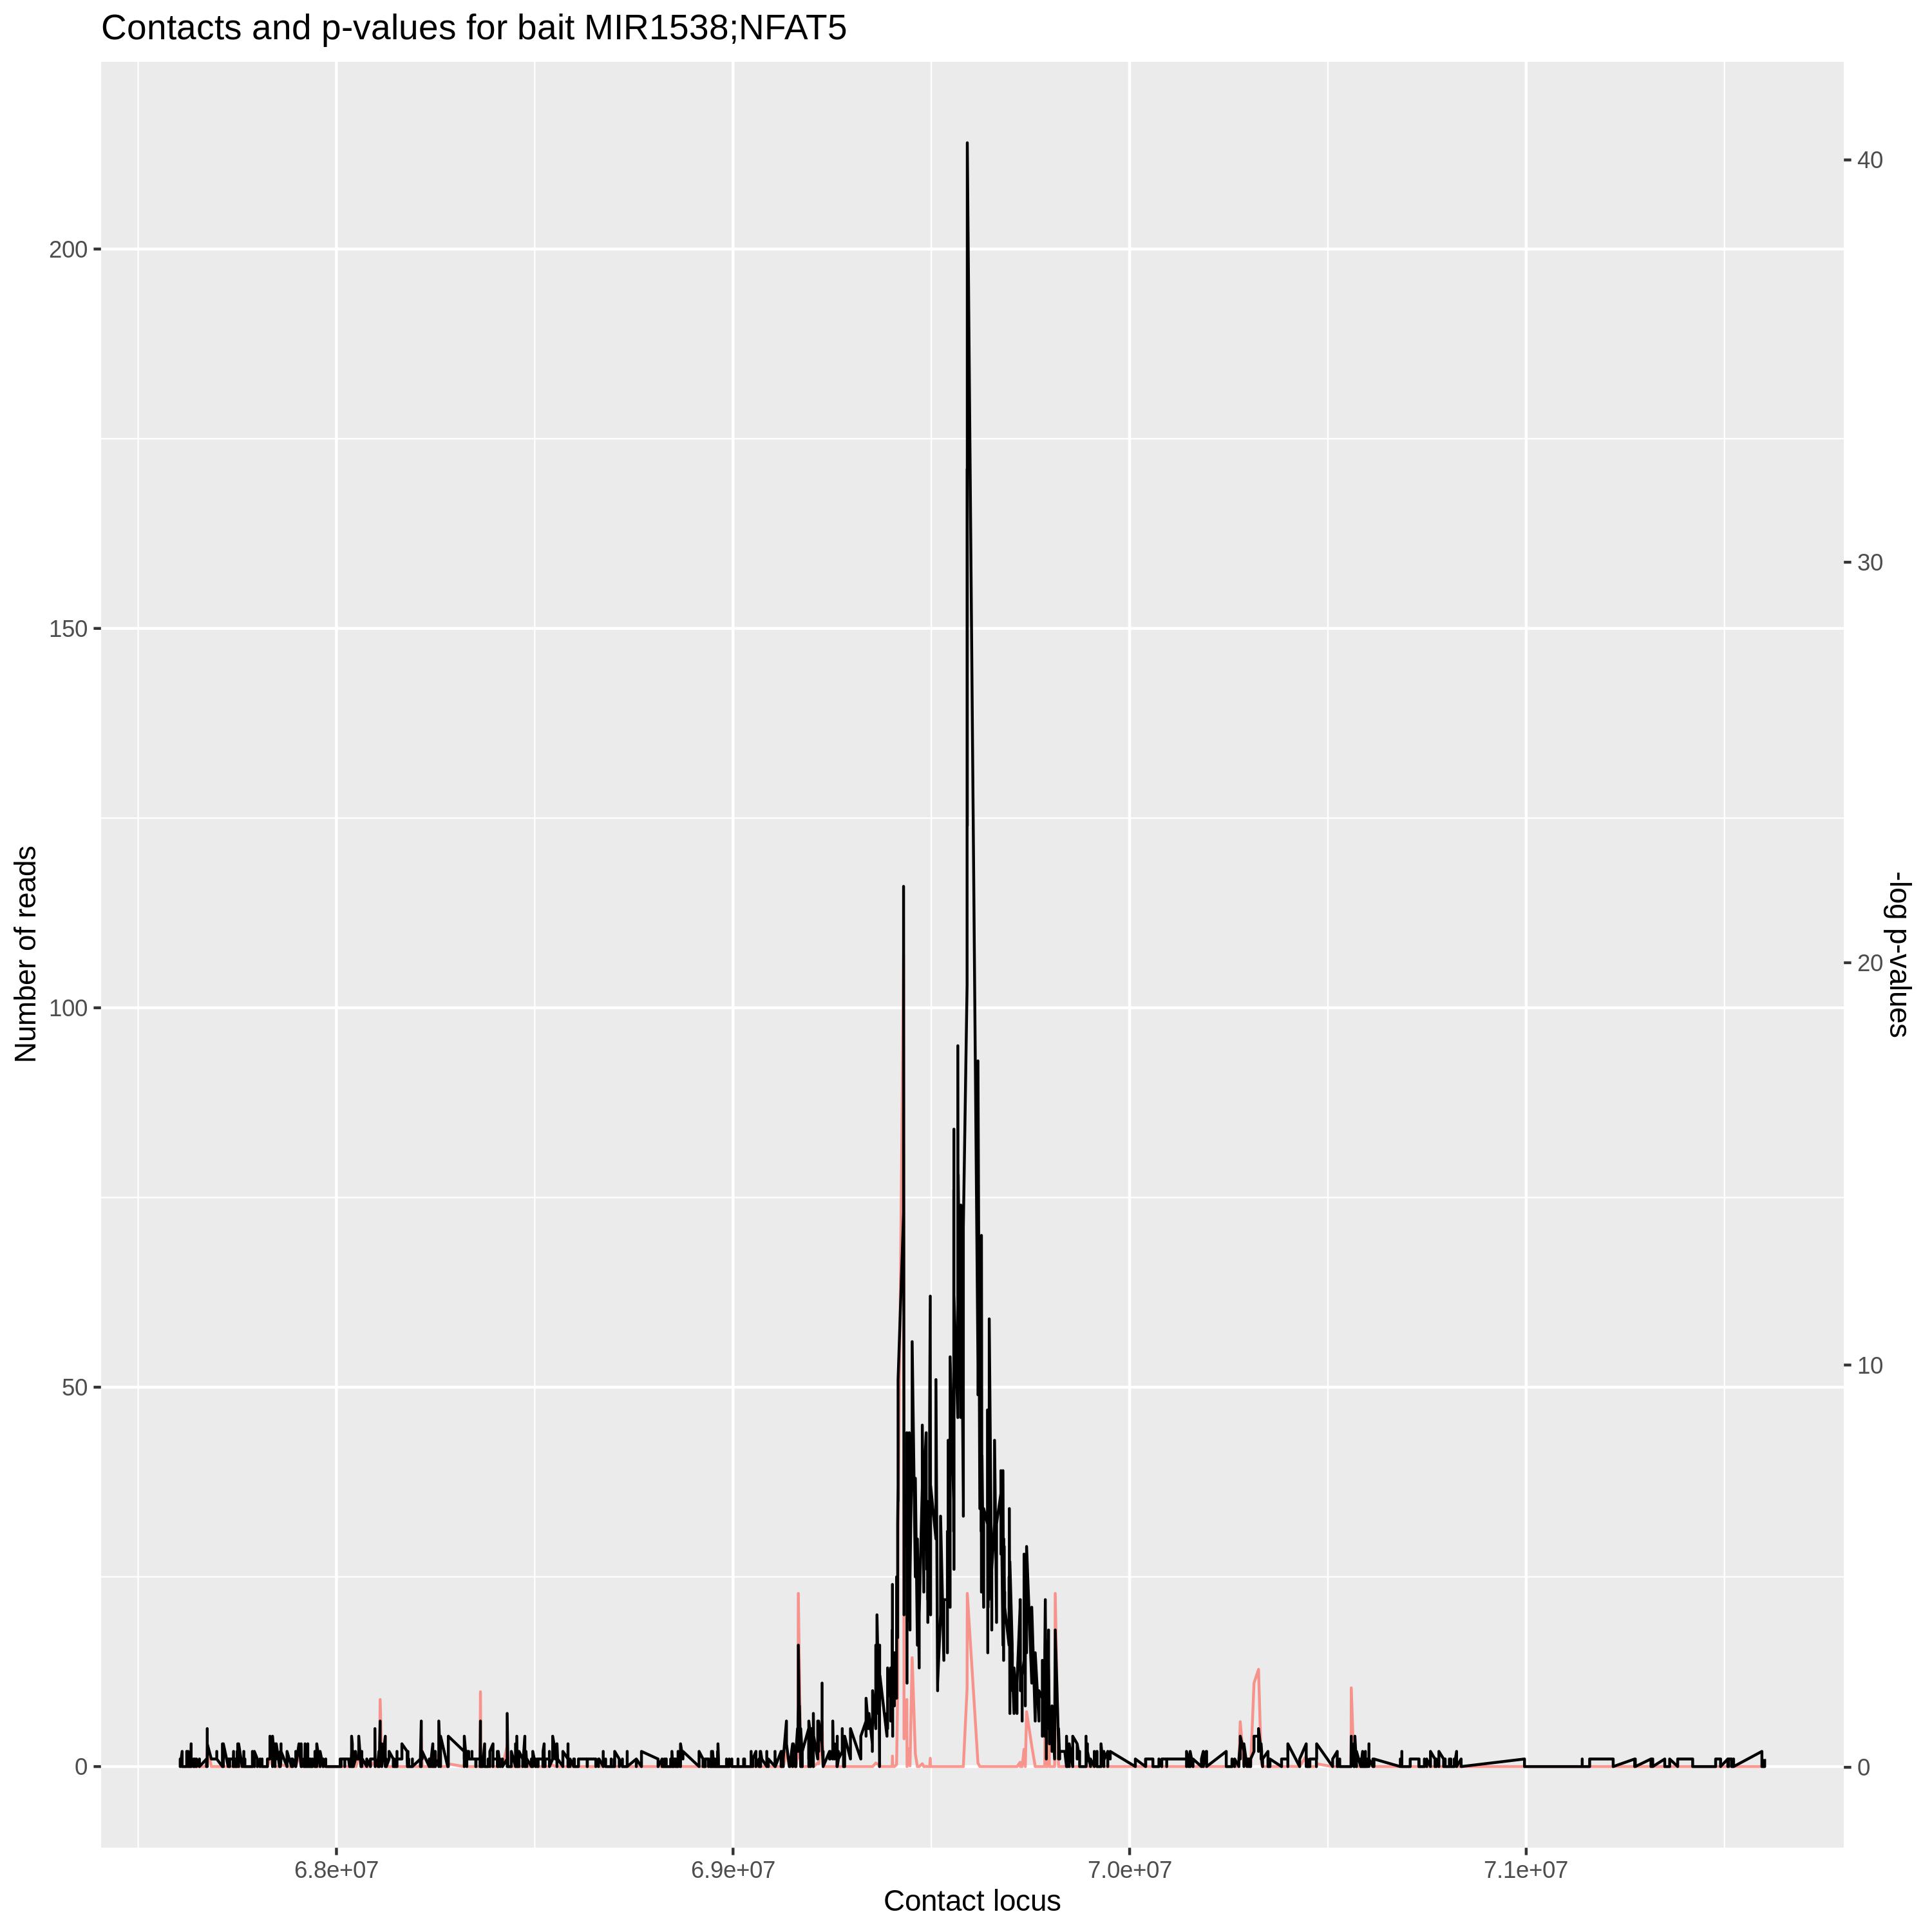 Contacts and p-values for bait MIR1538;NFAT5
Number of reads
200
150
100
50
0
40
30
20
10
0
-log p-values
6.8e+07 6.9e+07 7.0e+07 7.1e+07
Contact locus